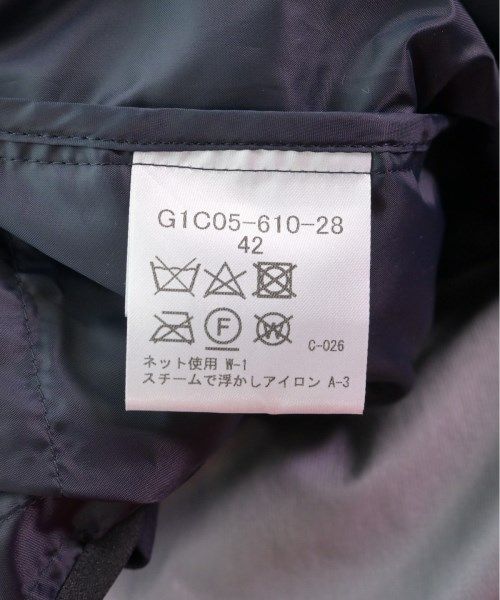 G1C05-610-28
42
F
W
C-026
ネット使用 W-1
スチームで浮かしアイロン A-3